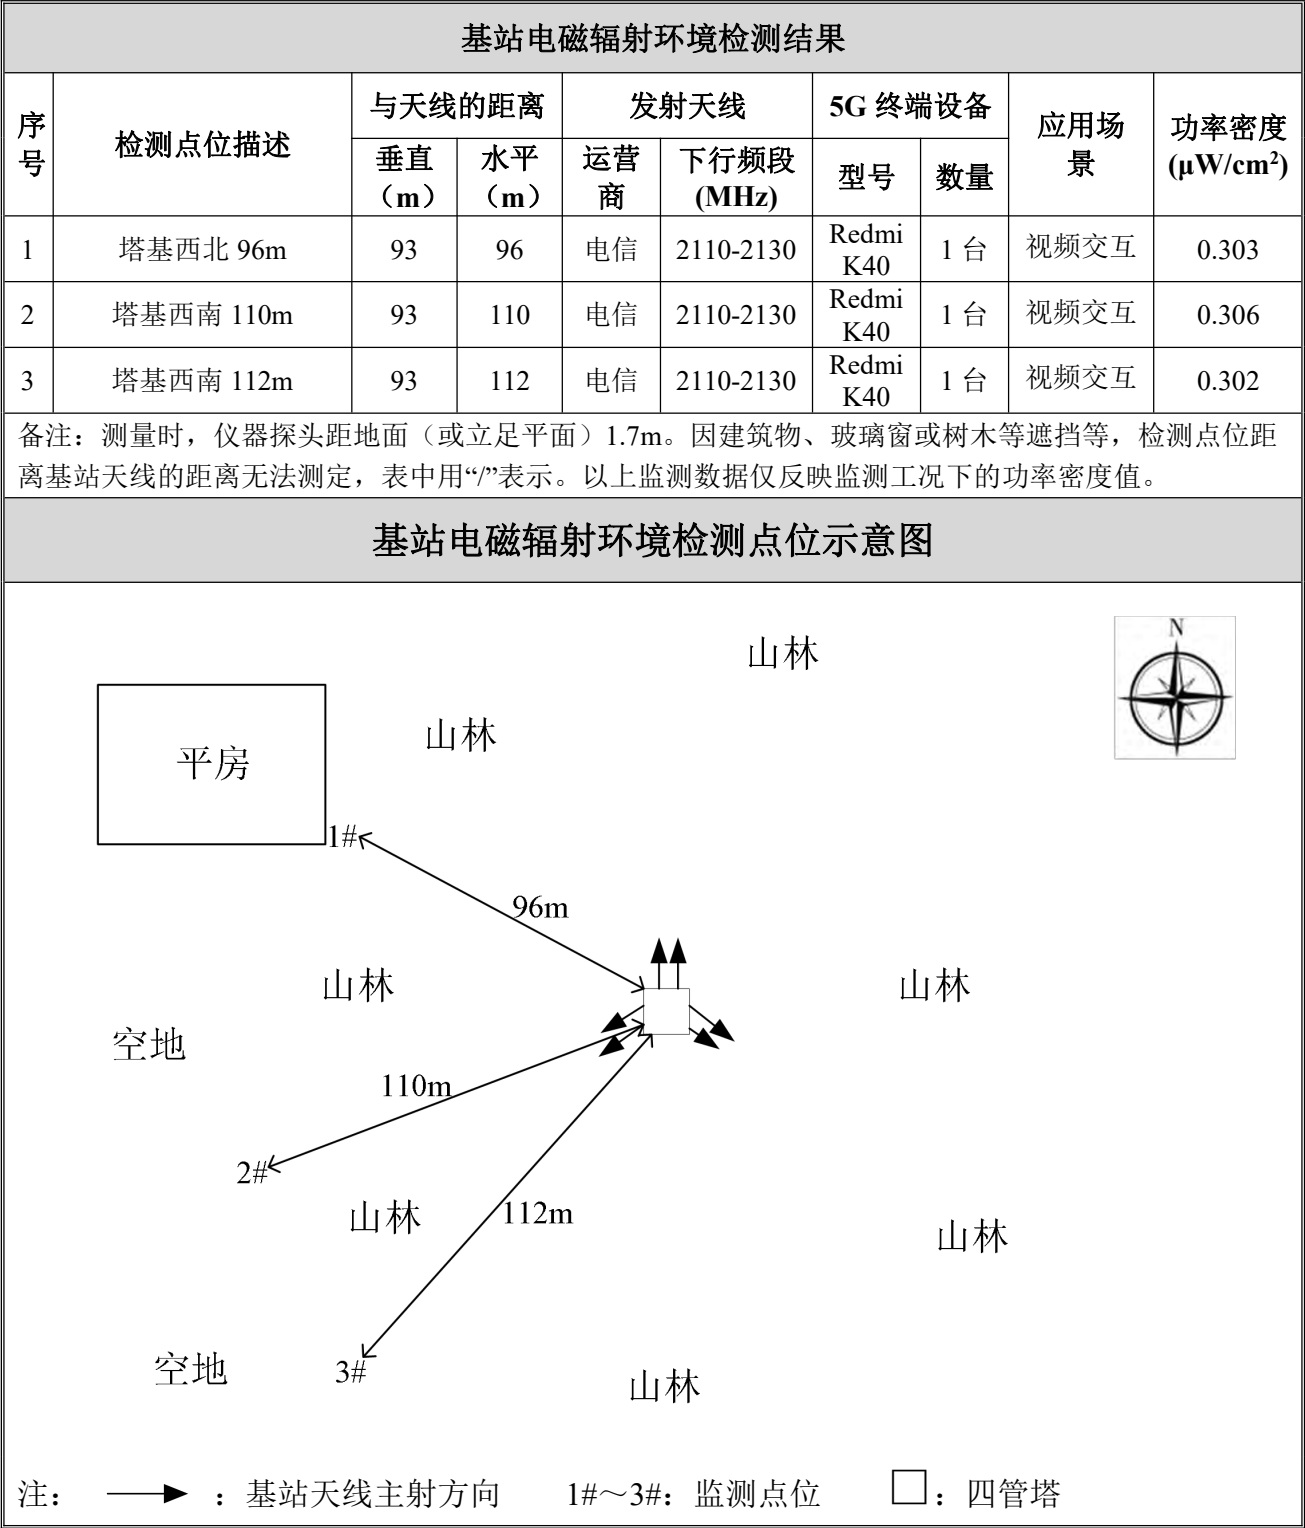 基站电磁辐射环境检测结果
序号 检测点位描述 与天线的距离 发射天线 5G 终端设备 应用场景 功率密度(μW/cm²)
垂直（m） 水平（m） 运营商 下行频段(MHz) 型号 数量
1 塔基西北 96m 93 96 电信 2110-2130 Redmi K40 1 台 视频交互 0.303
2 塔基西南 110m 93 110 电信 2110-2130 Redmi K40 1 台 视频交互 0.306
3 塔基西南 112m 93 112 电信 2110-2130 Redmi K40 1 台 视频交互 0.302
备注：测量时，仪器探头距地面（或立足平面）1.7m。因建筑物、玻璃窗或树木等遮挡等，检测点位距
离基站天线的距离无法测定，表中用“/”表示。以上监测数据仅反映监测工况下的功率密度值。
基站电磁辐射环境检测点位示意图
N
山林
山林
平房
1#
96m
山林
山林
空地
110m
2#
山林
112m
山林
空地
3#
山林
注： ：基站天线主射方向 1#～3#：监测点位 ：四管塔